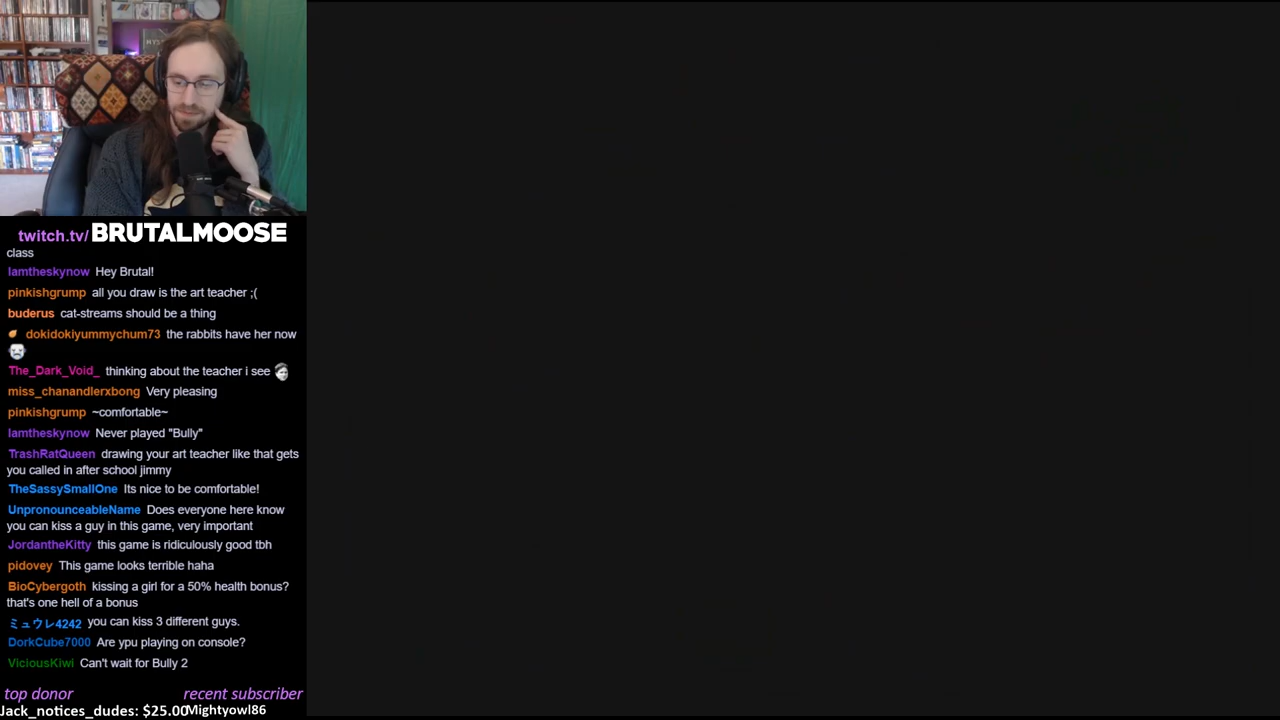 twitch.tv/BRUTALMOOSE
class
Iamtheskynow Hey Brutal!
pinkishgrump all you draw is the art teacher ;(
buderus cat-streams should be a thing
dokidokiyummychum73 the rabbits have her now
The_Dark_Void_ thinking about the teacher i see
miss_chanandlerxbong Very pleasing
pinkishgrump ~comfortable~
Iamtheskynow Never played "Bully"
TrashRatQueen drawing your art teacher like that gets
you called in after school jimmy
TheSassySmallOne Its nice to be comfortable!
UnpronounceableName Does everyone here know
you can kiss a guy in this game, very important
JordantheKitty this game is ridiculously good tbh
pidovey This game looks terrible haha
BioCybergoth kissing a girl for a 50% health bonus?
that's one hell of a bonus
ミュウレ4242 you can kiss 3 different guys.
DorkCube7000 Are ypu playing on console?
ViciousKiwi Can't wait for Bully 2
top donor recent subscriber
Jack_notices_dudes: $25.00 Mightyowl86